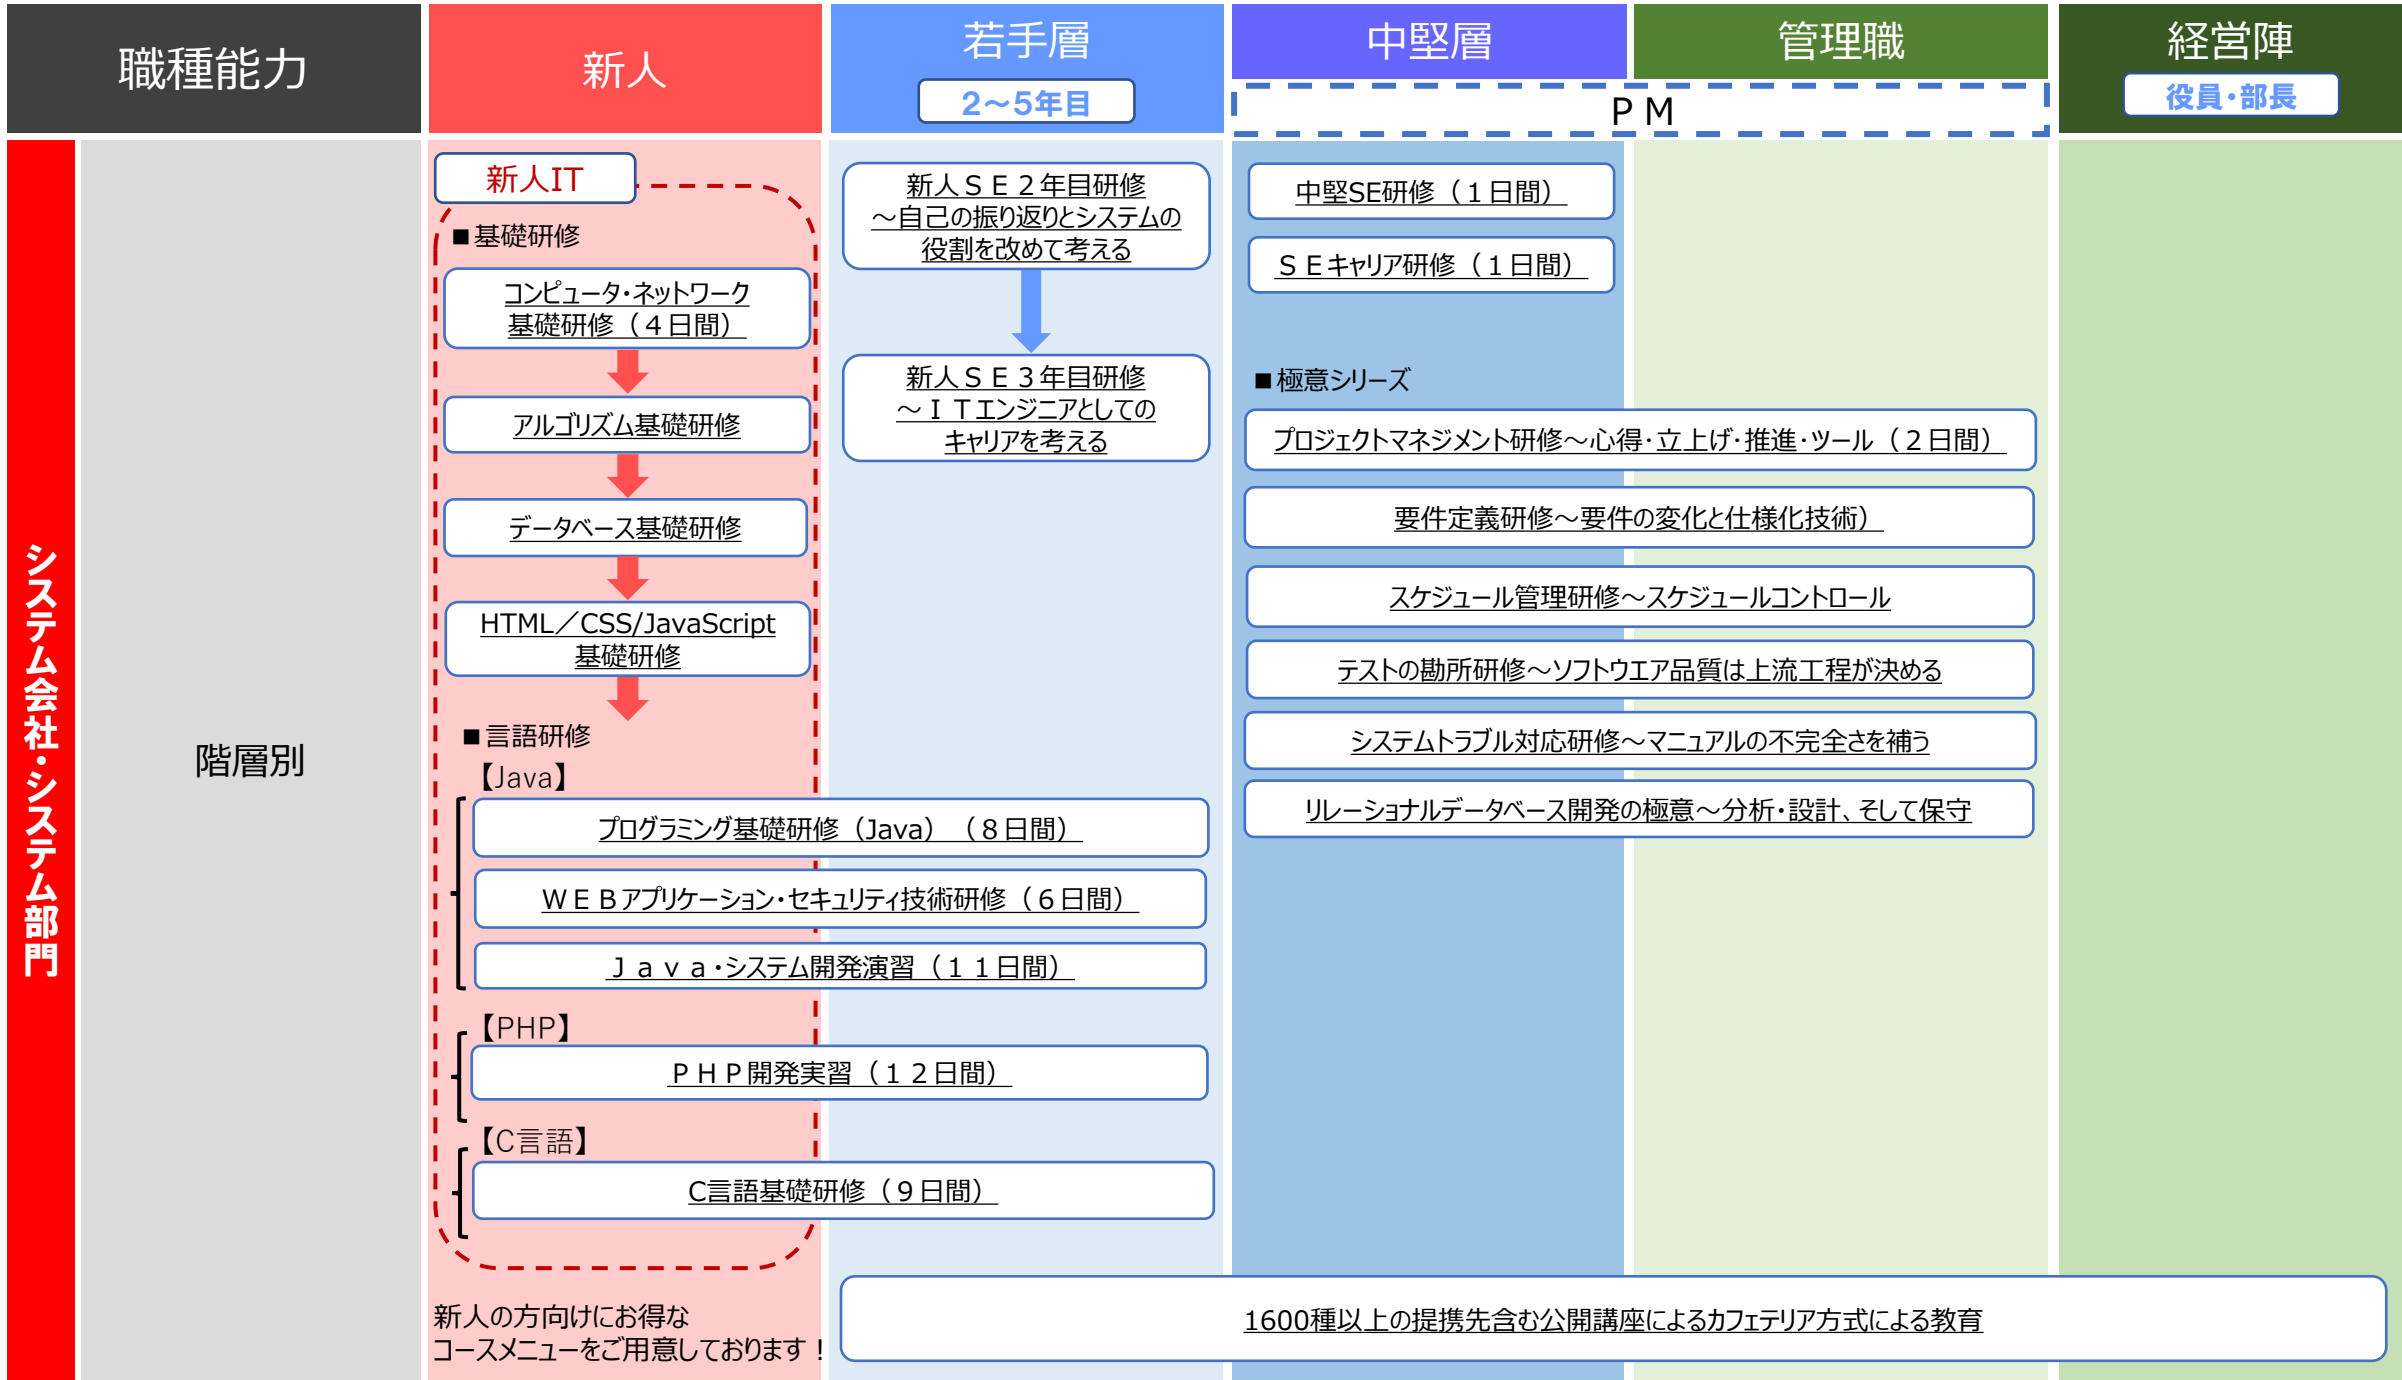 職種能力
新人
若手層
2～5年目
中堅層
管理職
ＰＭ
経営陣
役員・部長
システム会社・システム部門
階層別
新人IT
■基礎研修
コンピュータ・ネットワーク
基礎研修（４日間）
アルゴリズム基礎研修
データベース基礎研修
HTML／CSS/JavaScript
基礎研修
■言語研修
【Java】
プログラミング基礎研修（Java）（８日間）
ＷＥＢアプリケーション・セキュリティ技術研修（６日間）
Ｊａｖａ・システム開発演習（１１日間）
【PHP】
ＰＨＰ開発実習（１２日間）
【C言語】
C言語基礎研修（９日間）
新人の方向けにお得な
コースメニューをご用意しております！
新人ＳＥ２年目研修
～自己の振り返りとシステムの
役割を改めて考える
新人ＳＥ３年目研修
～ＩＴエンジニアとしての
キャリアを考える
中堅SE研修（１日間）
ＳＥキャリア研修（１日間）
■極意シリーズ
プロジェクトマネジメント研修～心得・立上げ・推進・ツール（２日間）
要件定義研修～要件の変化と仕様化技術）
スケジュール管理研修～スケジュールコントロール
テストの勘所研修～ソフトウエア品質は上流工程が決める
システムトラブル対応研修～マニュアルの不完全さを補う
リレーショナルデータベース開発の極意～分析・設計、そして保守
1600種以上の提携先含む公開講座によるカフェテリア方式による教育